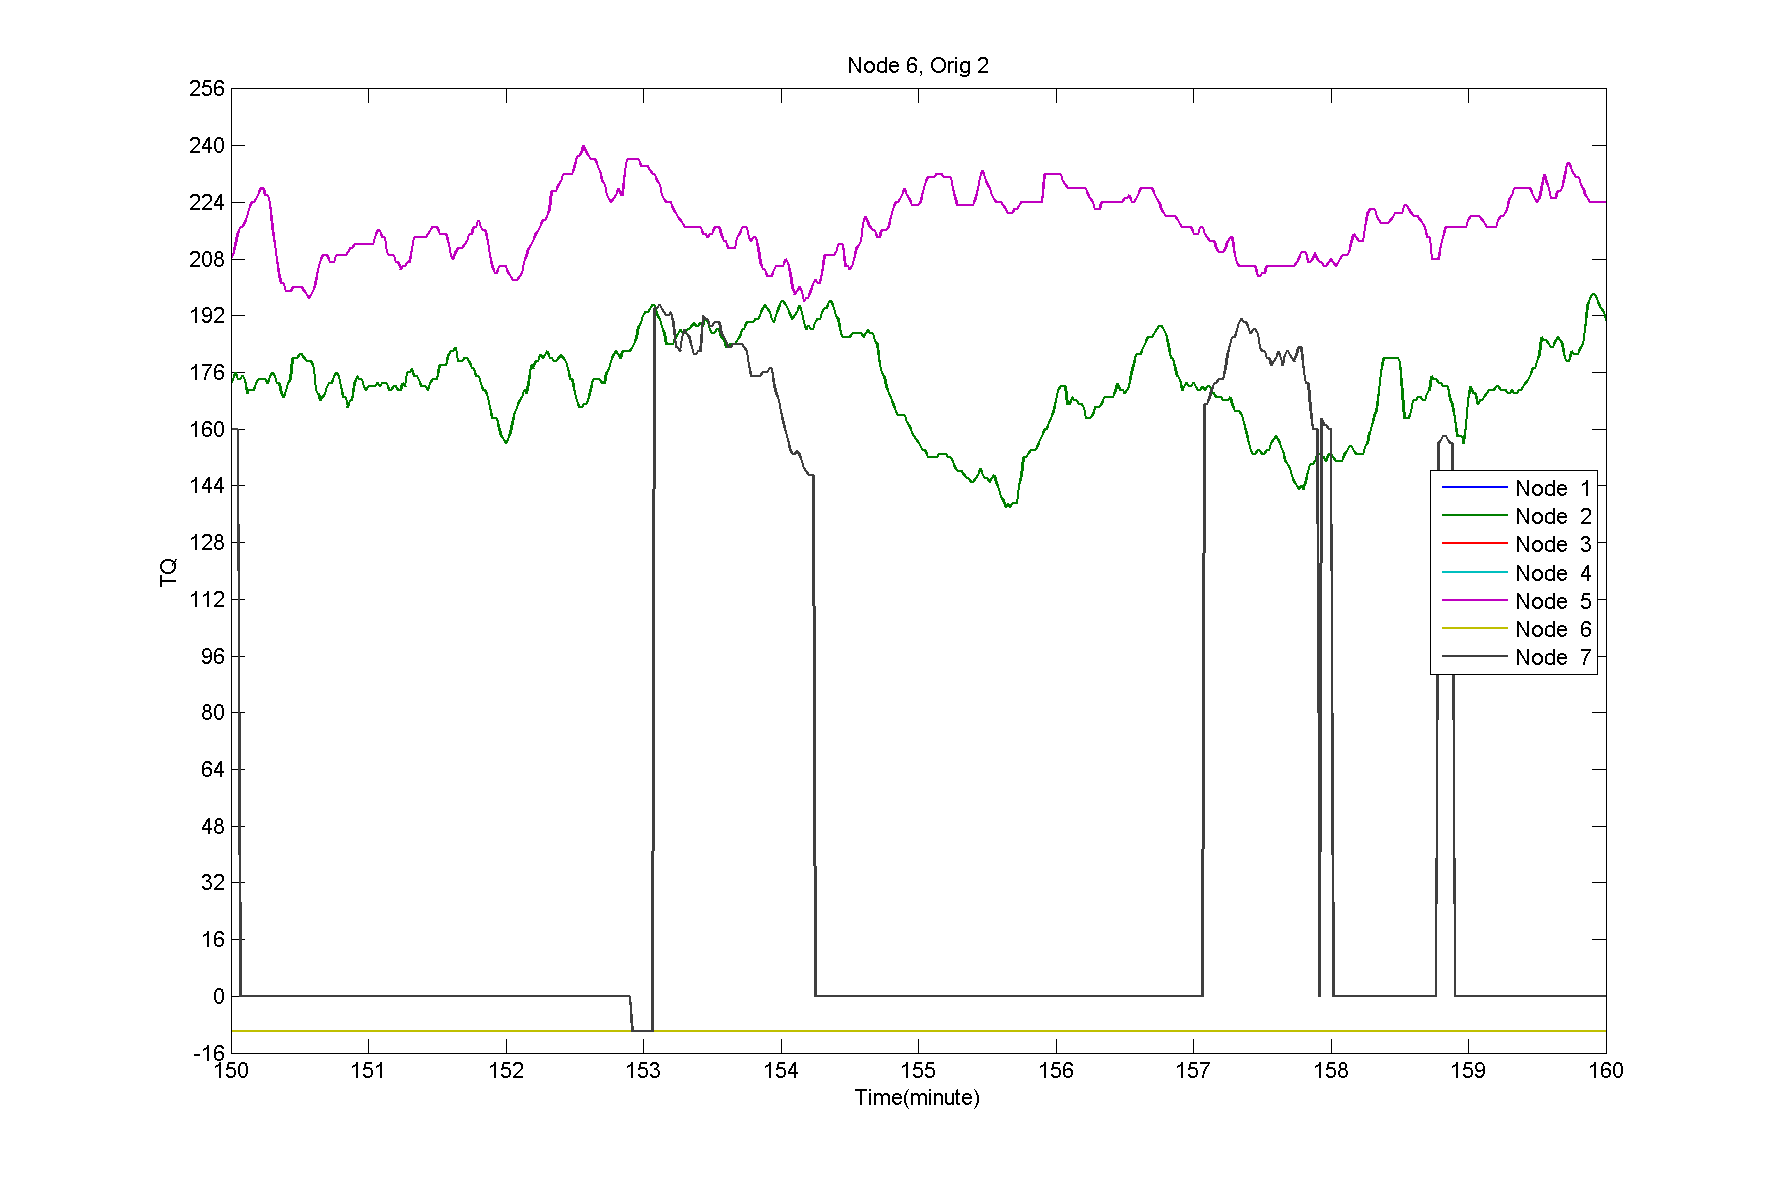 Node 6, Orig 2
256
240
224
208
192
176
160
144
128
112
96
80
64
48
32
16
0
-16
TQ
Node 1
Node 2
Node 3
Node 4
Node 5
Node 6
Node 7
150 151 152 153 154 155 156 157 158 159 160
Time(minute)